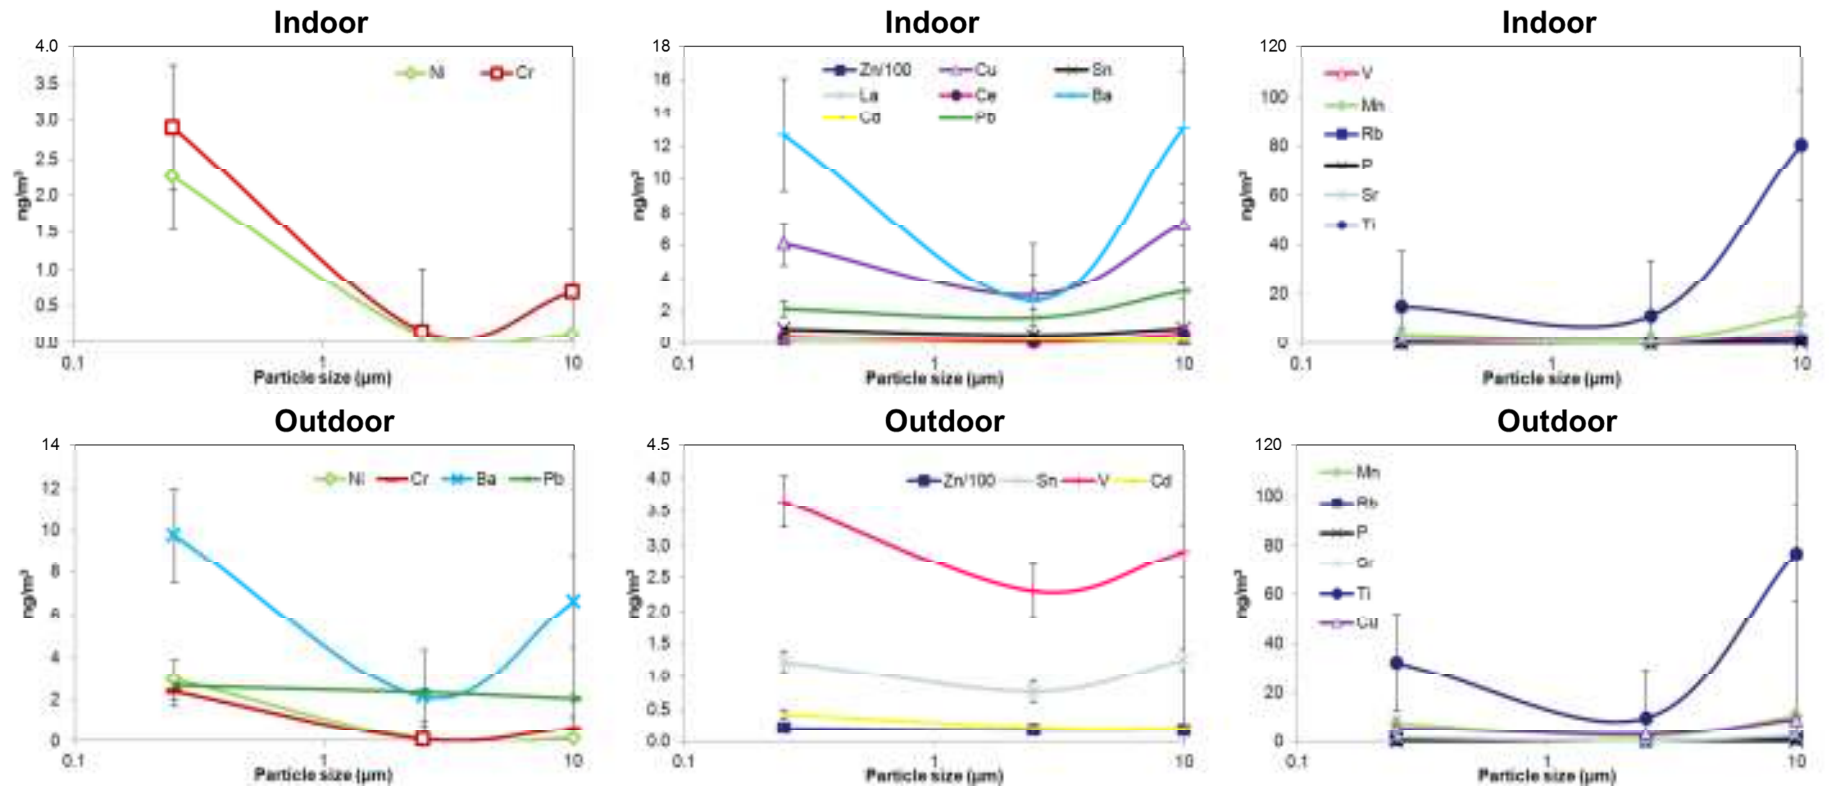 Indoor
4.0
3.5
3.0
2.5
2.0
1.5
1.0
0.5
0.0
ng/m³
Ni Cr
0.1 1 10
Particle size (µm)
Indoor
18
16
14
12
10
8
6
4
2
0
ng/m³
Zn/100 Cu Sn
La Ce Ba
Cd Pb
0.1 1 10
Particle size (µm)
Indoor
120
100
80
60
40
20
0
ng/m³
V
Mn
Rb
P
Sr
Ti
0.1 1 10
Particle size (µm)
Outdoor
14
12
10
8
6
4
2
0
ng/m³
Ni Cr Ba Pb
0.1 1 10
Particle size (µm)
Outdoor
4.5
4.0
3.5
3.0
2.5
2.0
1.5
1.0
0.5
0.0
ng/m³
Zn/100 Sn V Cd
0.1 1 10
Particle size (µm)
Outdoor
120
100
80
60
40
20
0
ng/m³
Mn
Rb
P
Ti
0.1 1 10
Particle size (µm)